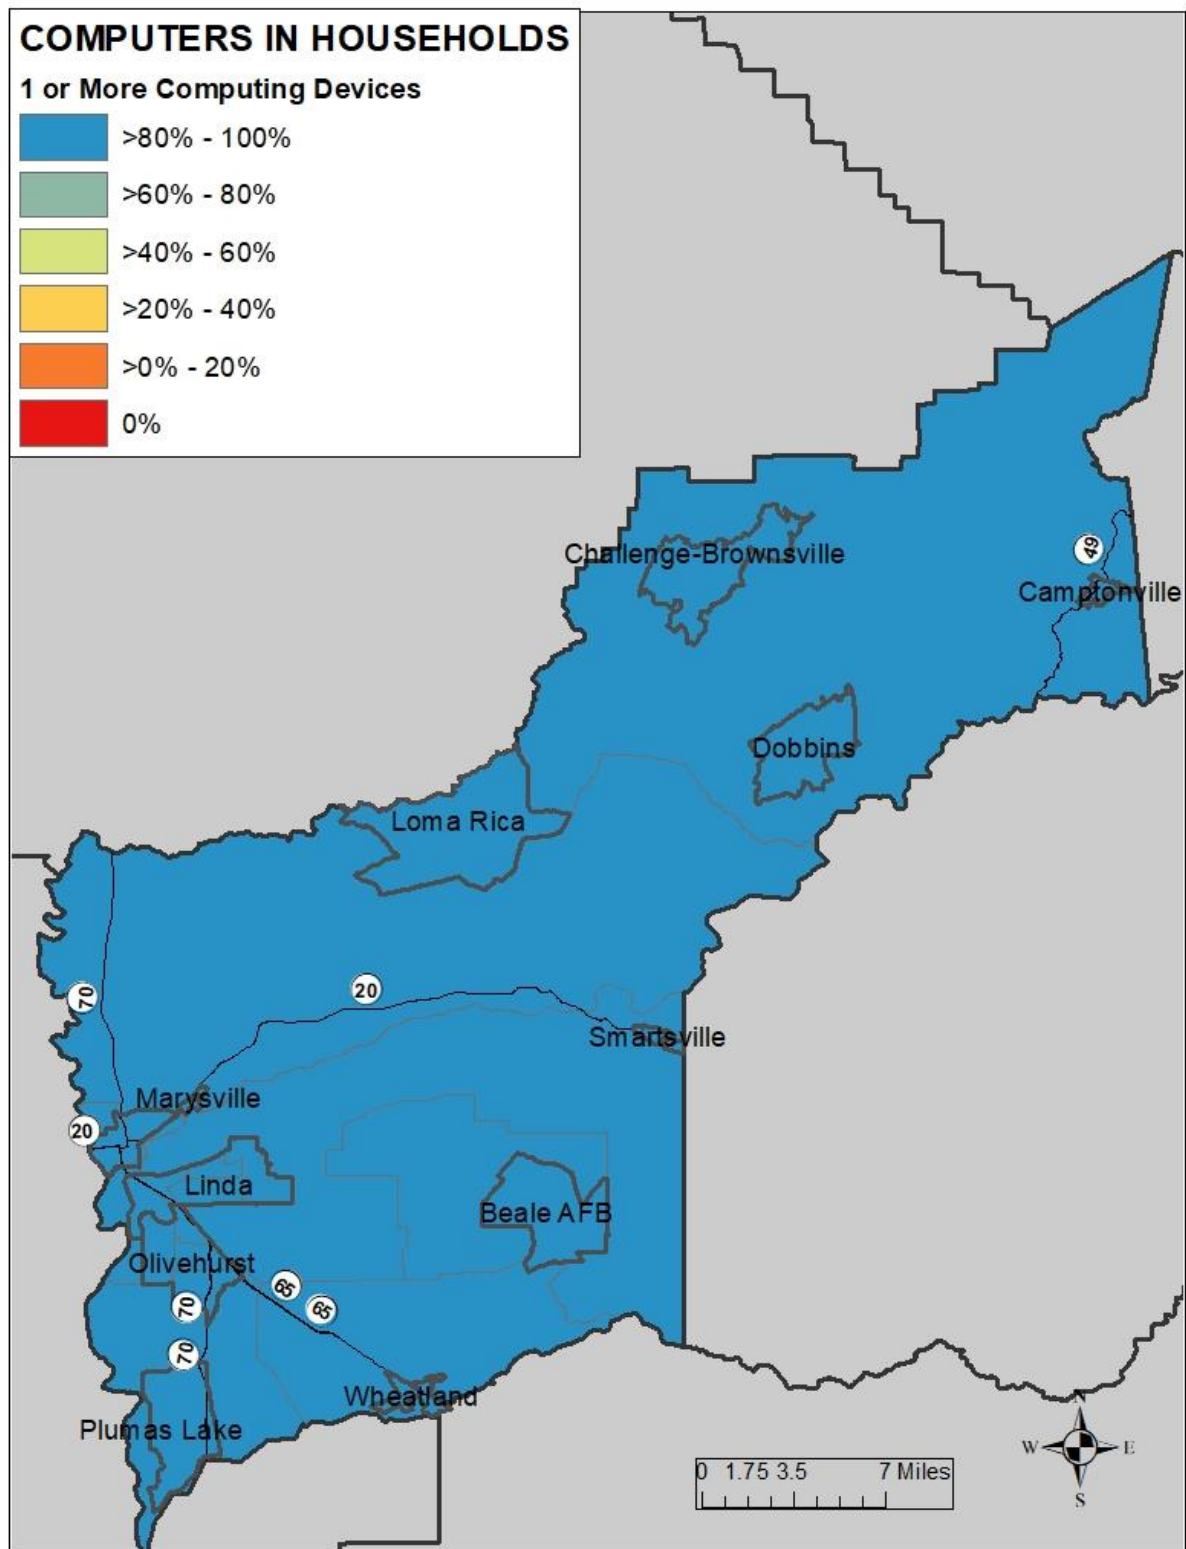 COMPUTERS IN HOUSEHOLDS
1 or More Computing Devices
>80% - 100%
>60% - 80%
>40% - 60%
>20% - 40%
>0% - 20%
0%
Challenge-Brownsville
49
Camptonville
Dobbins
Loma Rica
70
20
Smartsville
Marysville
20
Linda
Beale AFB
Olivehurst
65
65
70
70
Wheatland
Plumas Lake
N
W E
S
0 1.75 3.5 7 Miles